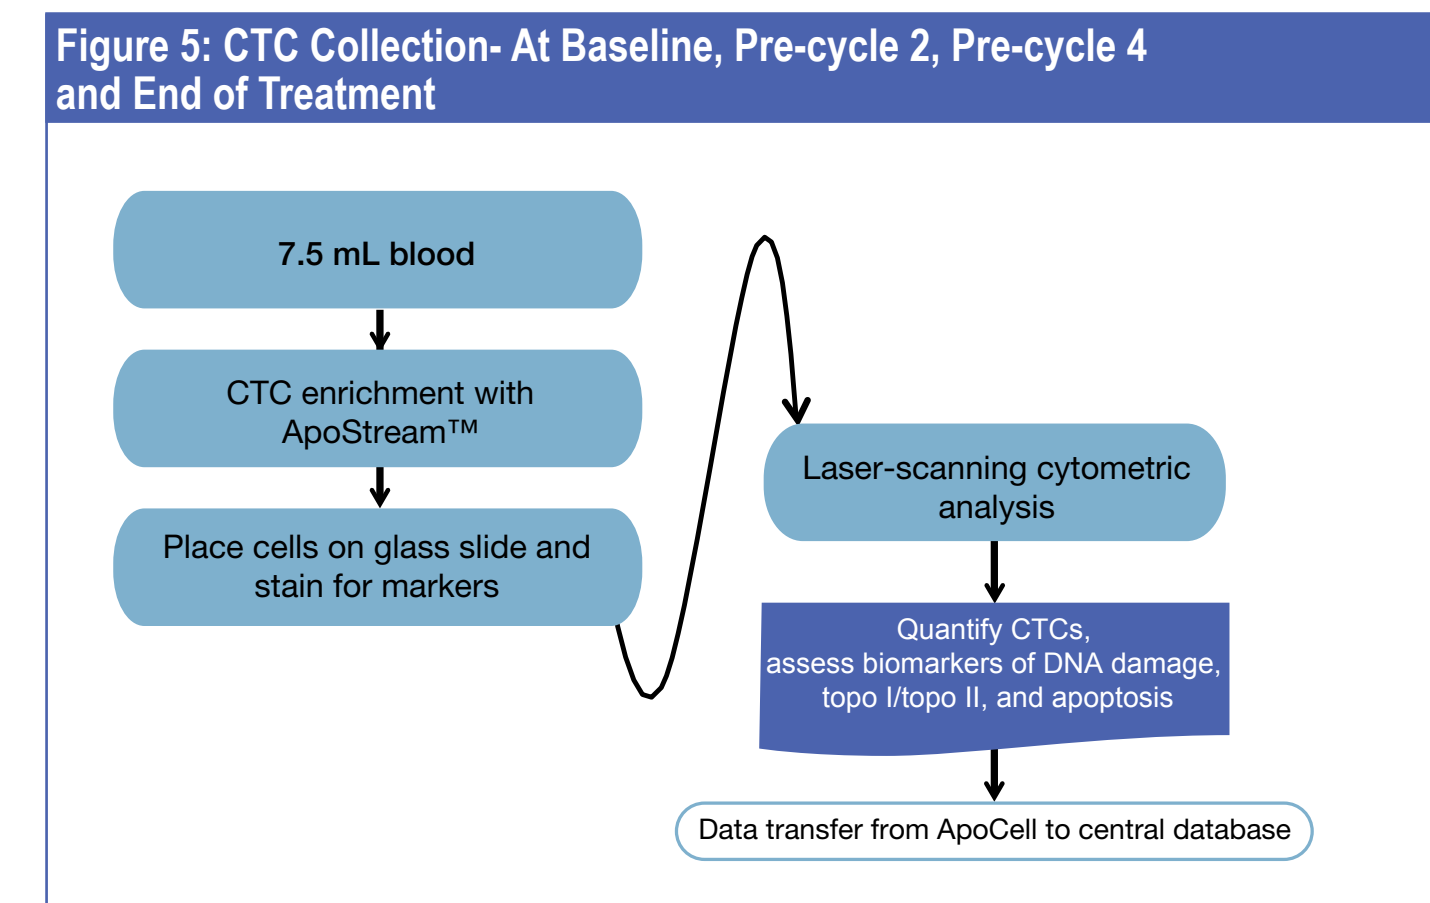 Figure 5: CTC Collection- At Baseline, Pre-cycle 2, Pre-cycle 4
and End of Treatment
7.5 mL blood
CTC enrichment with
ApoStream™
Place cells on glass slide and
stain for markers
Laser-scanning cytometric
analysis
Quantify CTCs,
assess biomarkers of DNA damage,
topo I/topo II, and apoptosis
Data transfer from ApoCell to central database